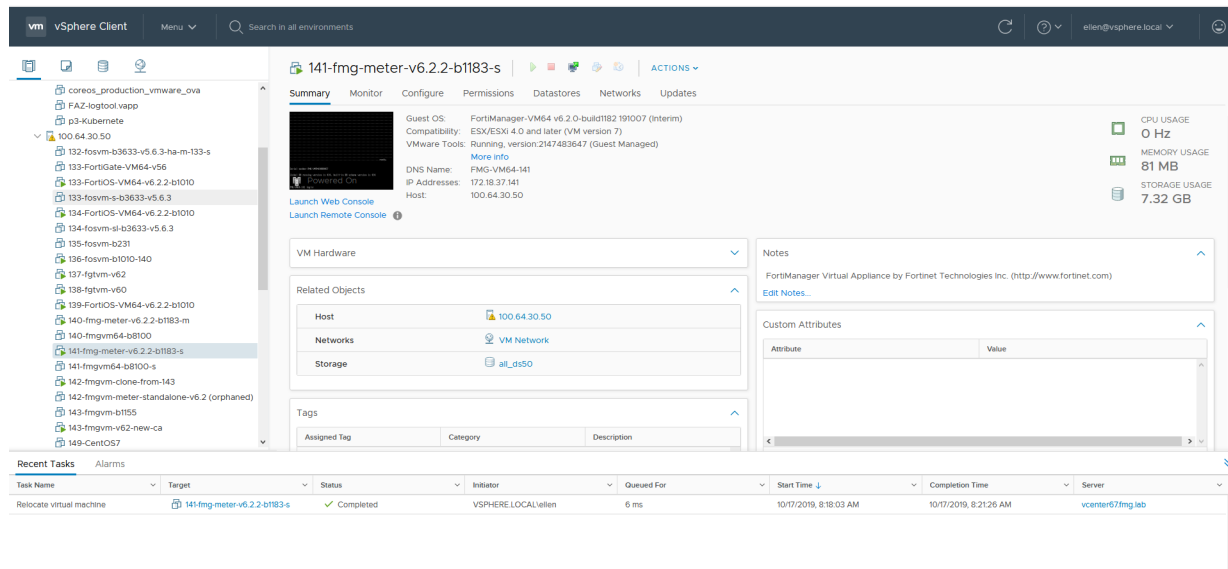 vm vSphere Client Menu Search in all environments ellen@vsphere.local
coreos_production_vmware_ova
FAZ-logtool.vapp
p3-Kubernete
100.64.30.50
132-fosvm-b3633-v5.6.3-ha-m-133-s
133-FortiGate-VM64-v56
133-FortiOS-VM64-v6.2.2-b1010
133-fosvm-s-b3633-v5.6.3
134-FortiOS-VM64-v6.2.2-b1010
134-fosvm-sl-b3633-v5.6.3
135-fosvm-b231
136-fosvm-b1010-140
137-fgtvm-v62
138-fgtvm-v60
139-FortiOS-VM64-v6.2.2-b1010
140-fmg-meter-v6.2.2-b1183-m
140-fmgvm64-b8100
141-fmg-meter-v6.2.2-b1183-s
141-fmgvm64-b8100-s
142-fmgvm-clone-from-143
142-fmgvm-meter-standalone-v6.2 (orphaned)
143-fmgvm-b1155
143-fmgvm-v62-new-ca
149-CentOS7
141-fmg-meter-v6.2.2-b1183-s ACTIONS
Summary Monitor Configure Permissions Datastores Networks Updates
Powered On
Launch Web Console
Launch Remote Console
Guest OS: FortiManager-VM64 v6.2.0-build1182 191007 (Interim)
Compatibility: ESX/ESXi 4.0 and later (VM version 7)
VMware Tools: Running, version:2147483647 (Guest Managed)
More info
DNS Name: FMG-VM64-141
IP Addresses: 172.18.37.141
Host: 100.64.30.50
CPU USAGE
0 Hz
MEMORY USAGE
81 MB
STORAGE USAGE
7.32 GB
VM Hardware
Related Objects
Host 100.64.30.50
Networks VM Network
Storage all_ds50
Tags
Assigned Tag Category Description
Notes
FortiManager Virtual Appliance by Fortinet Technologies Inc. (http://www.fortinet.com)
Edit Notes...
Custom Attributes
Attribute Value
Recent Tasks Alarms
Task Name Target Status Initiator Queued For Start Time Completion Time Server
Relocate virtual machine 141-fmg-meter-v6.2.2-b1183-s Completed VSPHERE.LOCAL\ellen 6 ms 10/17/2019, 8:18:03 AM 10/17/2019, 8:21:26 AM vcenter67.fmg.lab